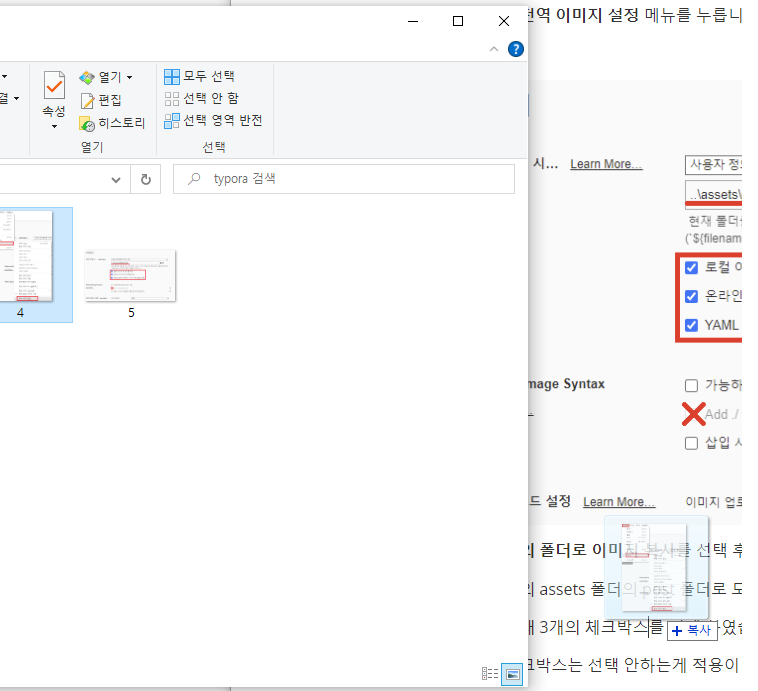 전역 이미지 설정 메뉴를 누릅니
열기
모두 선택
편집
선택 안 함
속성
히스토리
선택 영역 반전
열기
선택
typora 검색
4
5
시... Learn More...
사용자 정
..\assets\
현재 폴더
(`${filenam
로컬 이
온라인
YAML
mage Syntax
가능하
Add ./
삽입 시
드 설정 Learn More...
이미지 업로
폴더로 이미지 복사를 선택 후
assets 폴더의 post 폴더로 모
3개의 체크박스를
복사
크박스는 선택 안하는게 적용이